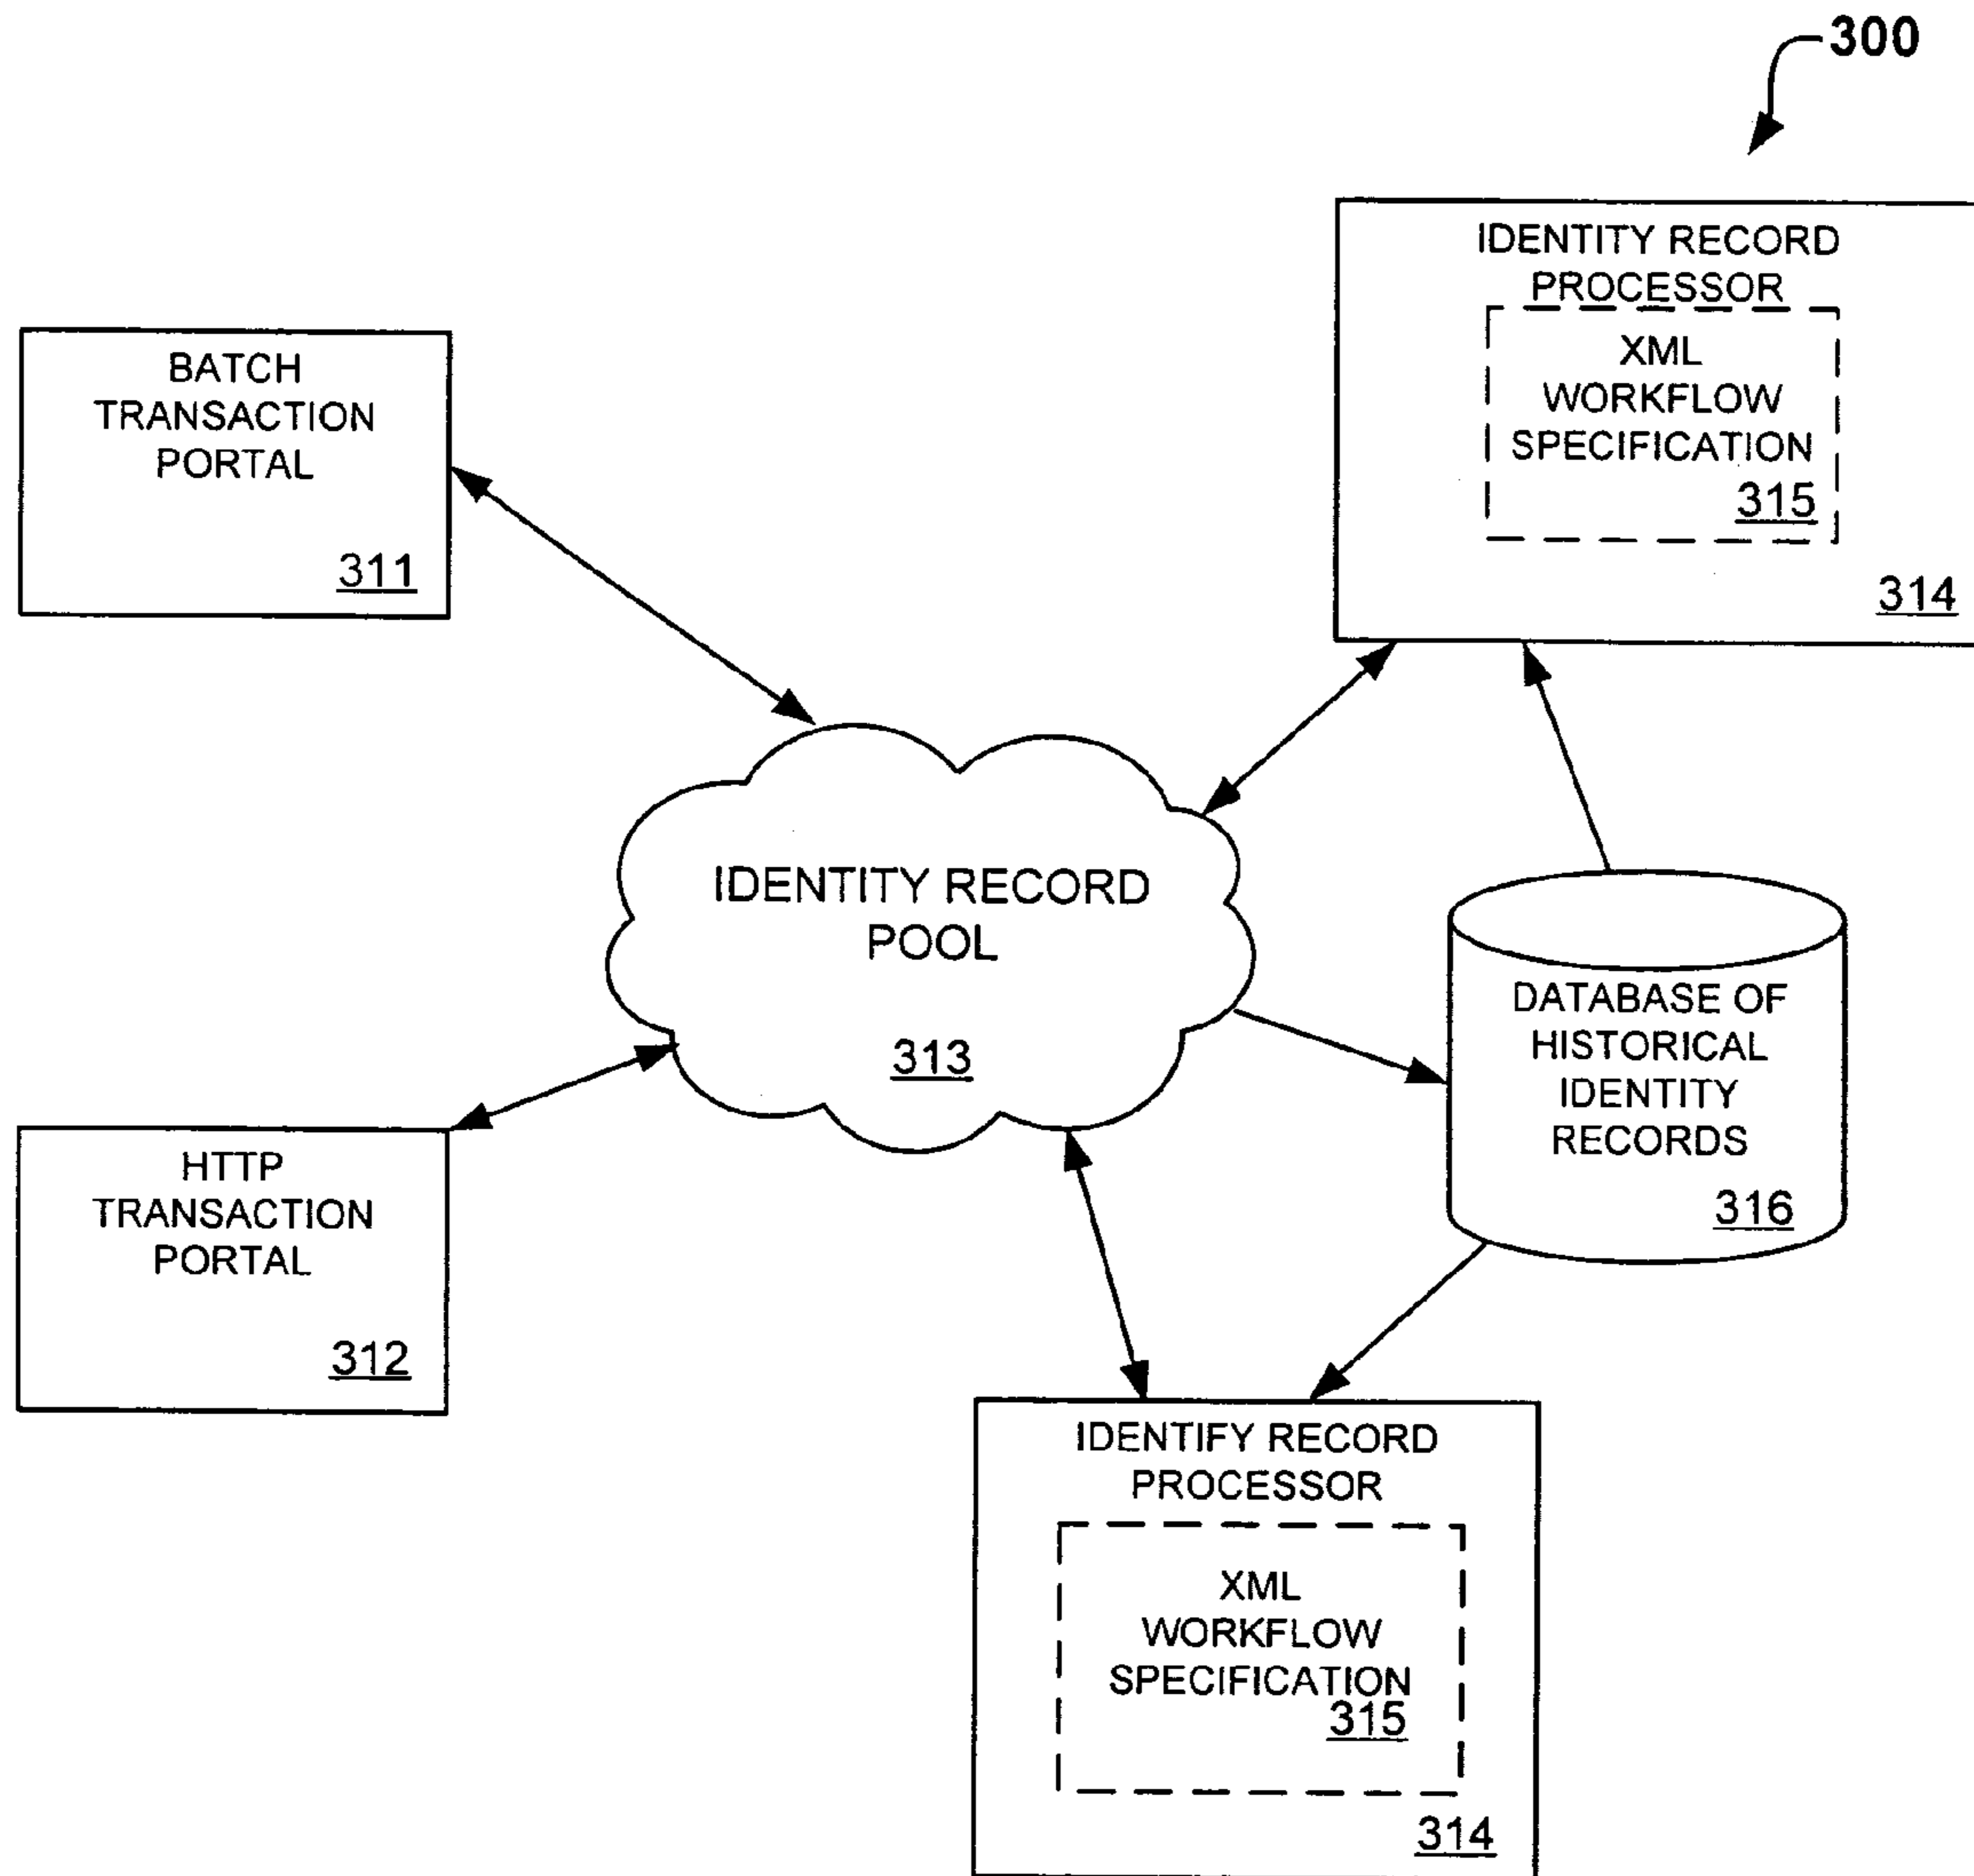 300
IDENTITY RECORD
PROCESSOR
XML
WORKFLOW
SPECIFICATION
315
314
BATCH
TRANSACTION
PORTAL
311
IDENTITY RECORD
POOL
313
DATABASE OF
HISTORICAL
IDENTITY
RECORDS
316
HTTP
TRANSACTION
PORTAL
312
IDENTIFY RECORD
PROCESSOR
XML
WORKFLOW
SPECIFICATION
315
314